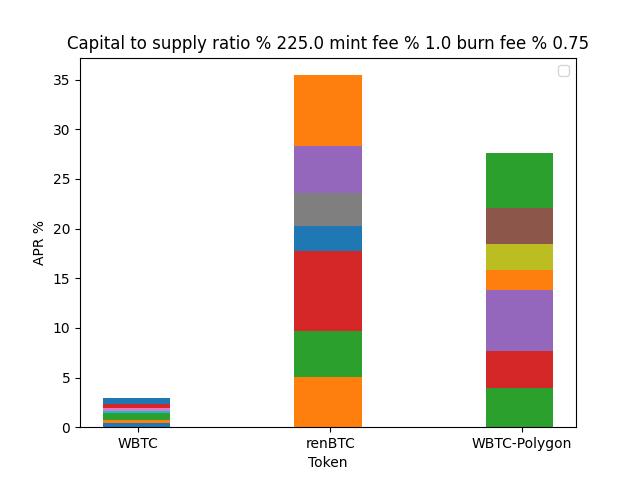 Capital to supply ratio % 225.0 mint fee % 1.0 burn fee % 0.75
35
30
25
20
15
10
5
0
APR %
WBTC
renBTC
WBTC-Polygon
Token